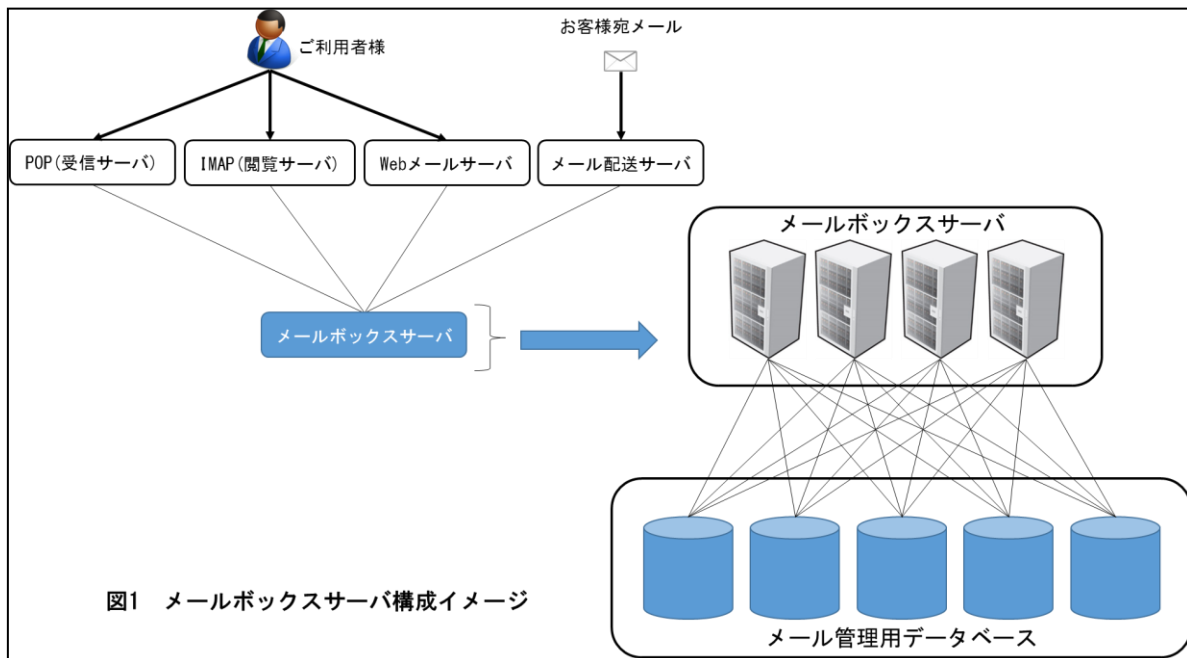 ご利用者様
お客様宛メール
POP(受信サーバ)
IMAP(閲覧サーバ)
Webメールサーバ
メール配送サーバ
メールボックスサーバ
メールボックスサーバ
メール管理用データベース
図1 メールボックスサーバ構成イメージ